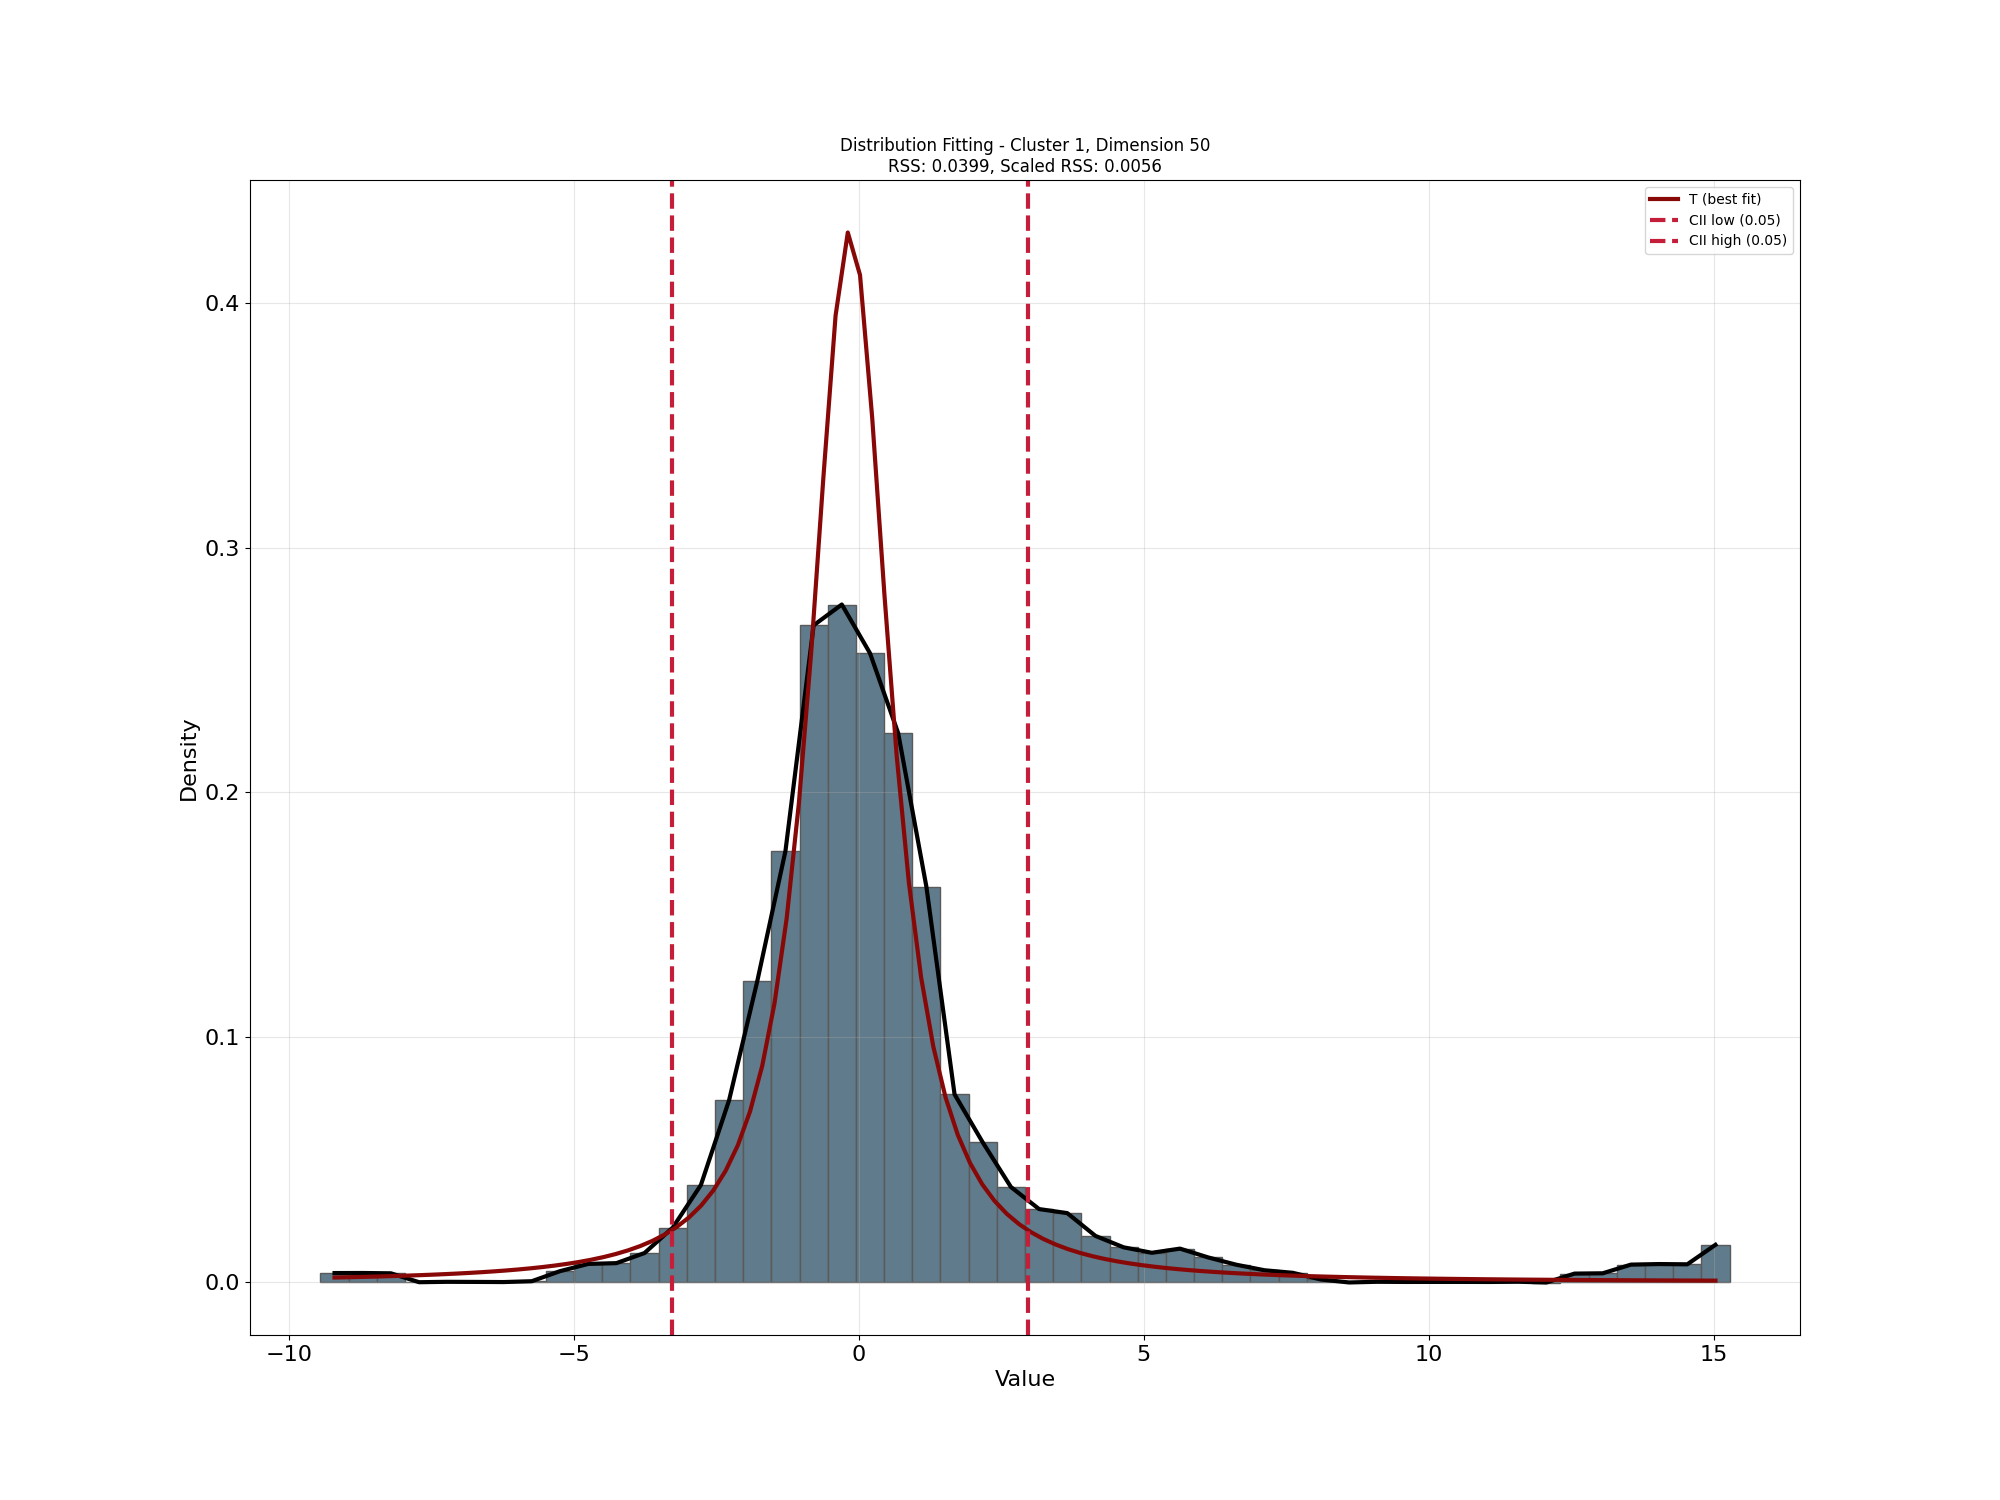 Distribution Fitting - Cluster 1, Dimension 50
RSS: 0.0399, Scaled RSS: 0.0056
T (best fit)
CII low (0.05)
CII high (0.05)
Density
0.4
0.3
0.2
0.1
0.0
−10
−5
0
5
10
15
Value